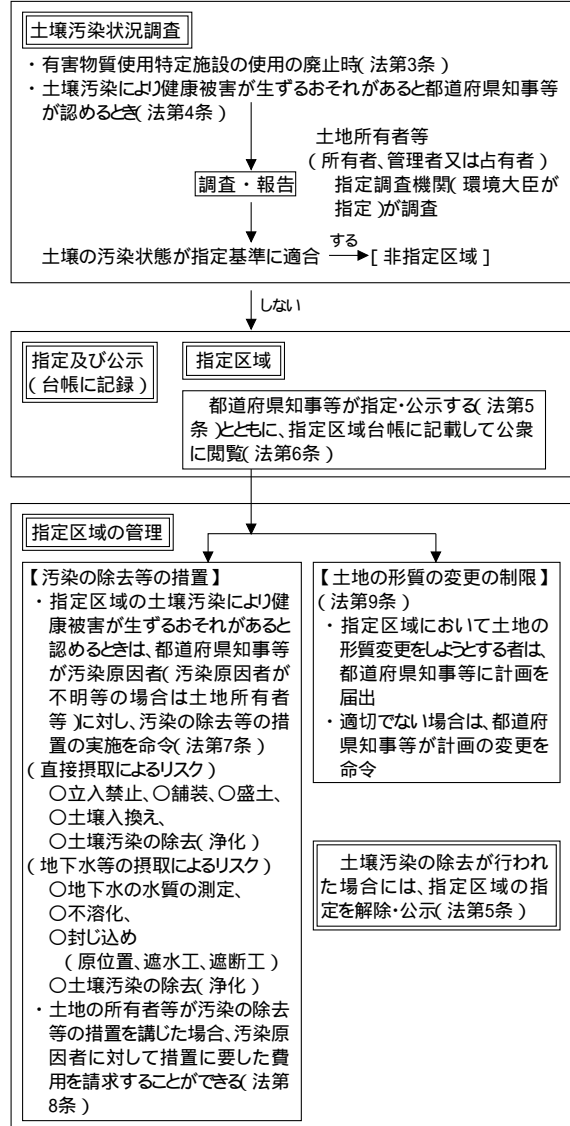 土壌汚染状況調査
・有害物質使用特定施設の使用の廃止時(法第3条)
・土壌汚染により健康被害が生ずるおそれがあると都道府県知事等
が認めるとき(法第4条)
土地所有者等
(所有者、管理者又は占有者)
調査・報告
指定調査機関(環境大臣が
指定)が調査
土壌の汚染状態が指定基準に適合
する
[非指定区域]
しない
指定及び公示
(台帳に記録)
指定区域
都道府県知事等が指定・公示する(法第5
条)とともに、指定区域台帳に記載して公衆
に閲覧(法第6条)
指定区域の管理
【汚染の除去等の措置】
・指定区域の土壌汚染により健
康被害が生ずるおそれがあると
認めるときは、都道府県知事等
が汚染原因者(汚染原因者が
不明等の場合は土地所有者
等)に対し、汚染の除去等の措
置の実施を命令(法第7条)
(直接摂取によるリスク)
○立入禁止、○舗装、○盛土、
○土壌入換え、
○土壌汚染の除去(浄化)
(地下水等の摂取によるリスク)
○地下水の水質の測定、
○不溶化、
○封じ込め
(原位置、遮水工、遮断工)
○土壌汚染の除去(浄化)
・土地の所有者等が汚染の除去
等の措置を講じた場合、汚染原
因者に対して措置に要した費
用を請求することができる(法第
8条)
【土地の形質の変更の制限】
(法第9条)
・指定区域において土地の
形質変更をしようとする者は、
都道府県知事等に計画を
届出
・適切でない場合は、都道府
県知事等が計画の変更を
命令
土壌汚染の除去が行われ
た場合には、指定区域の指
定を解除・公示(法第5条)